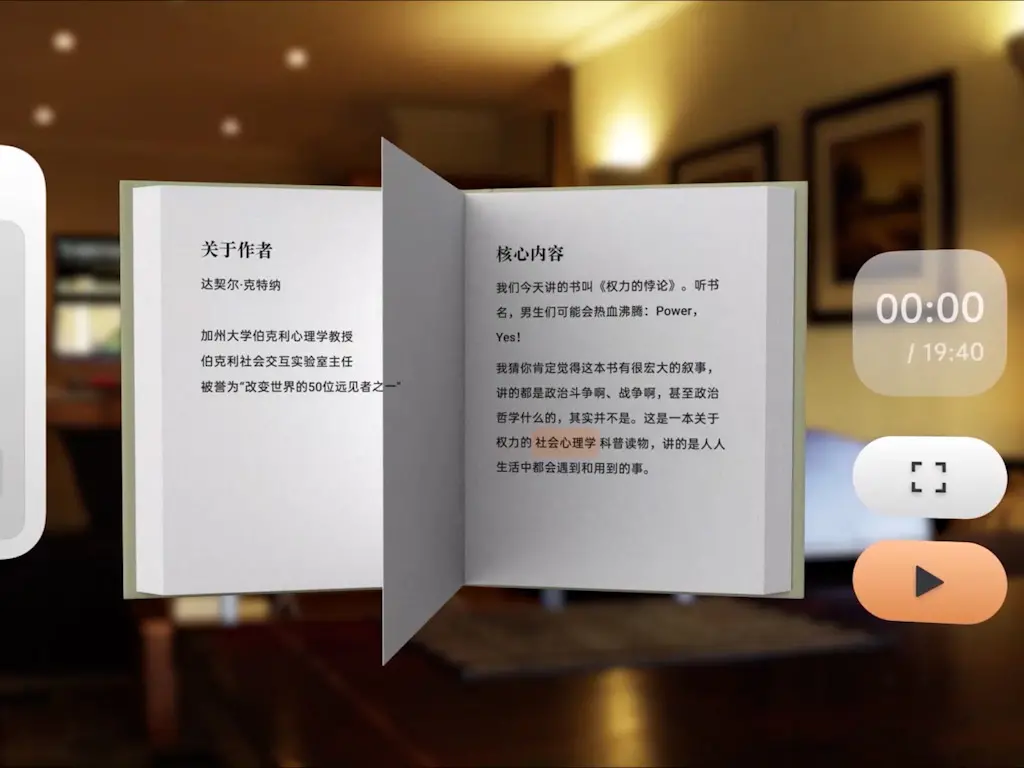 关于作者
达契尔·克特纳
加州大学伯克利心理学教授
伯克利社会交互实验室主任
被誉为“改变世界的50位远见者之一”
核心内容
我们今天讲的书叫《权力的悖论》。听书
名，男生们可能会热血沸腾：Power，
Yes！
我猜你肯定觉得这本书有很宏大的叙事，
讲的都是政治斗争啊、战争啊，甚至政治
哲学什么的，其实并不是。这是一本关于
权力的 社会心理学 科普读物，讲的是人人
生活中都会遇到和用到的事。
00:00
/ 19:40